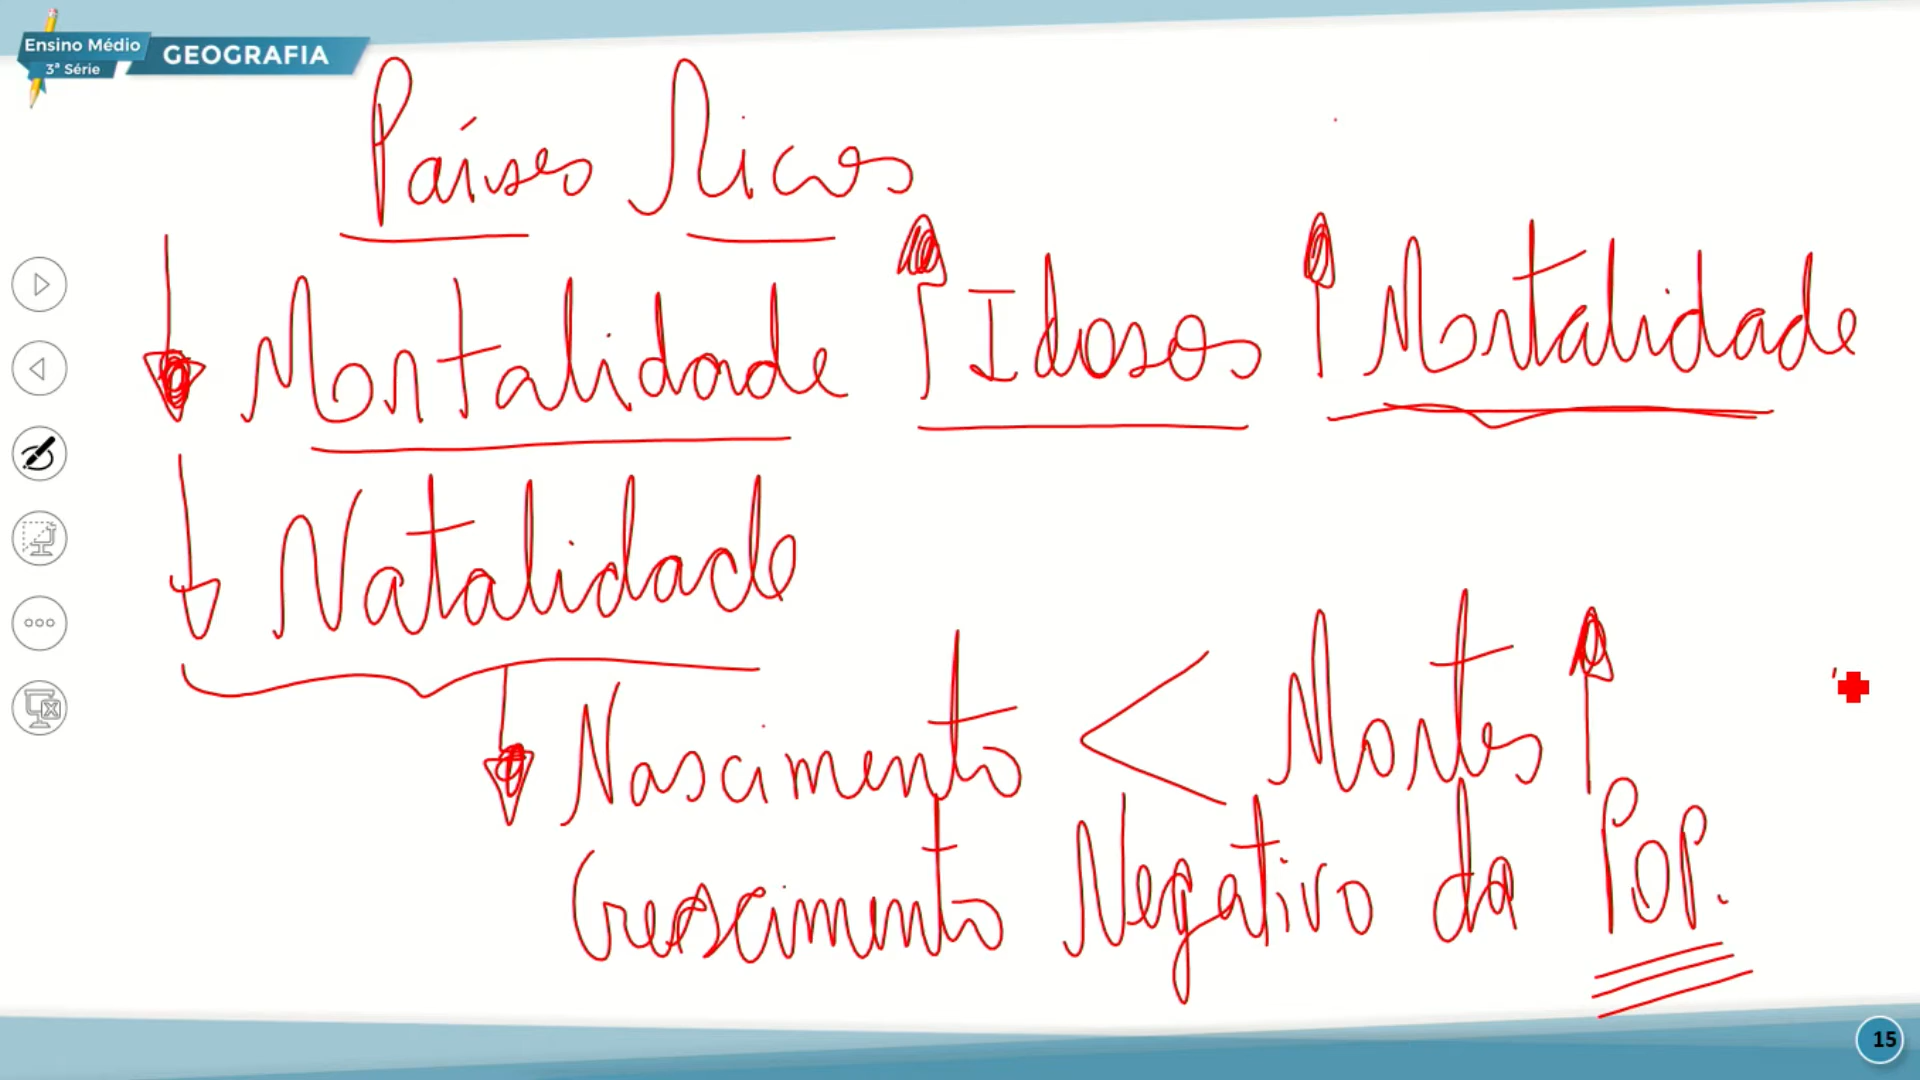 Ensino Médio
3ª Série
GEOGRAFIA
Países Ricos
↓ Mortalidade ↑ Idosos ↑ Mortalidade
↓ Natalidade
↓ Nascimento < Mortes ↑
Crescimento Negativo da POP.
15